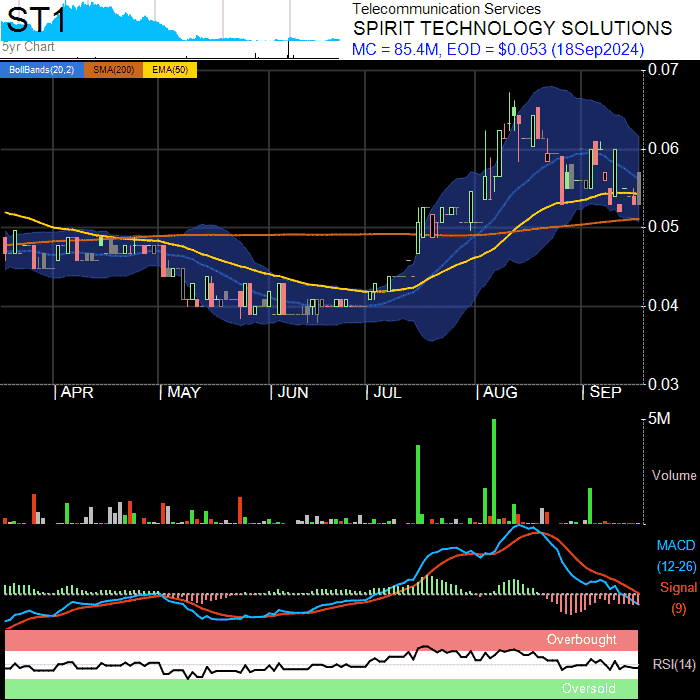 ST1
Telecommunication Services
SPIRIT TECHNOLOGY SOLUTIONS
MC = 85.4M, EOD = $0.053 (18Sep2024)
5yr Chart
BollBands(20,2) SMA(200) EMA(50)
0.07
0.06
0.05
0.04
0.03
APR MAY JUN JUL AUG SEP
5M
Volume
MACD
(12-26)
Signal
(9)
Overbought
RSI(14)
Oversold